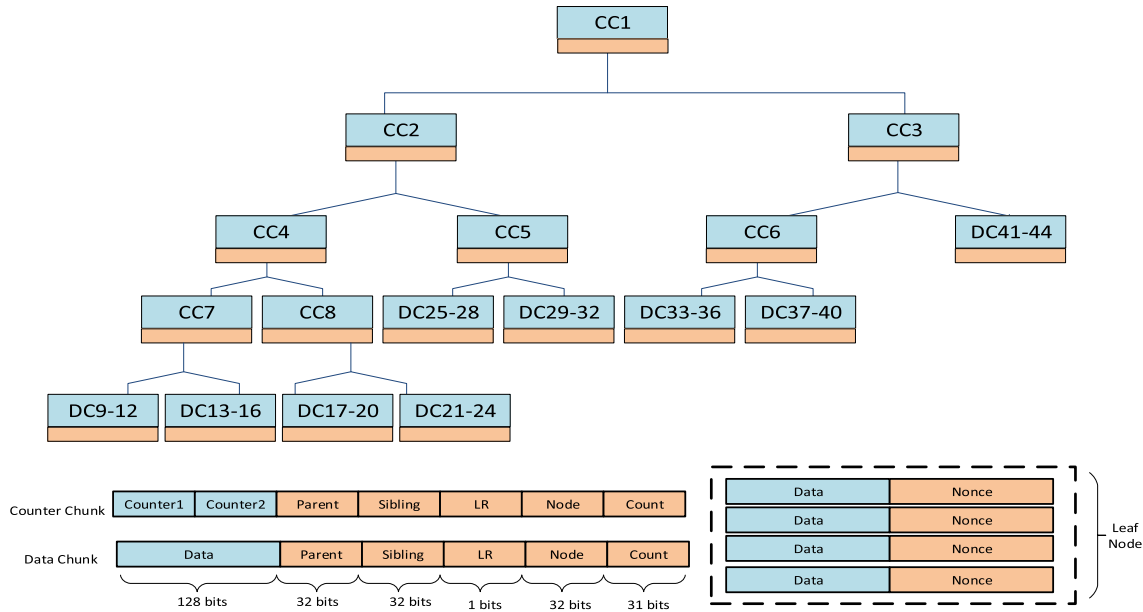 CC1
CC2
CC3
CC4
CC5
CC6
DC41-44
CC7
CC8
DC25-28
DC29-32
DC33-36
DC37-40
DC9-12
DC13-16
DC17-20
DC21-24
Counter Chunk
Counter1 Counter2 Parent Sibling LR Node Count
Data Chunk
Data Parent Sibling LR Node Count
128 bits 32 bits 32 bits 1 bits 32 bits 31 bits
Data Nonce
Data Nonce
Data Nonce
Data Nonce
Leaf
Node